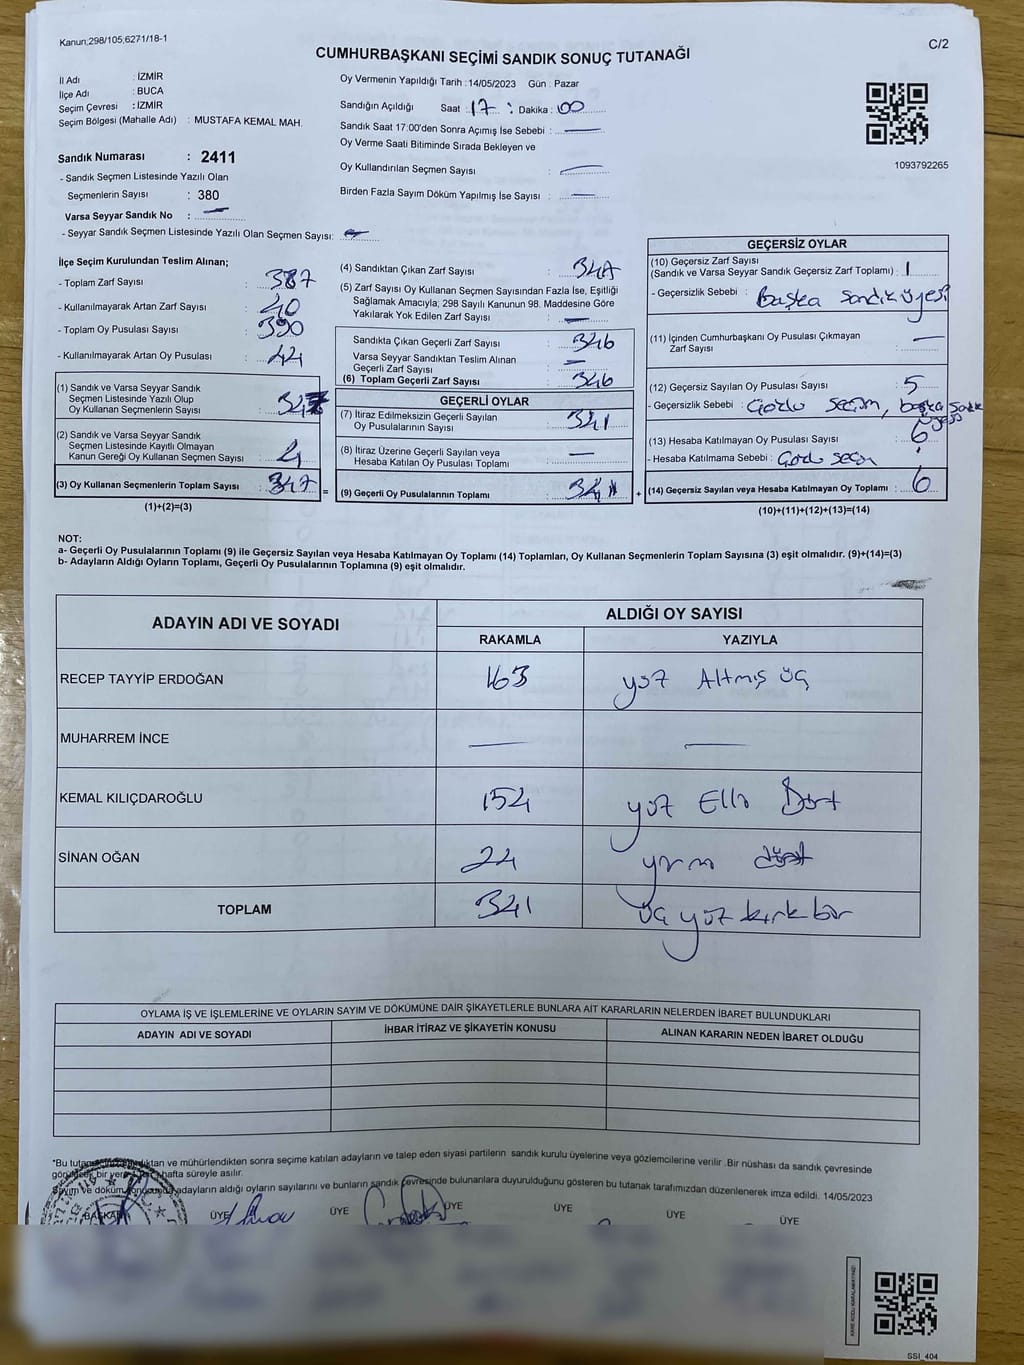 Kanun;298/105;6271/18-1
C/2
CUMHURBAŞKANI SEÇİMİ SANDIK SONUÇ TUTANAĞI
İl Adı : İZMİR
İlçe Adı : BUCA
Seçim Çevresi : İZMİR
Seçim Bölgesi (Mahalle Adı) : MUSTAFA KEMAL MAH.
Sandık Numarası : 2411
- Sandık Seçmen Listesinde Yazılı Olan
Seçmenlerin Sayısı : 380
Varsa Seyyar Sandık No :
- Seyyar Sandık Seçmen Listesinde Yazılı Olan Seçmen Sayısı:
Oy Vermenin Yapıldığı Tarih : 14/05/2023 Gün : Pazar
Sandığın Açıldığı Saat : 17 : Dakika : 00
Sandık Saat 17:00'den Sonra Açımış İse Sebebi : —
Oy Verme Saati Bitiminde Sırada Bekleyen ve
Oy Kullandırılan Seçmen Sayısı : —
Birden Fazla Sayım Döküm Yapılmış İse Sayısı : —
1093792265
İlçe Seçim Kurulundan Teslim Alınan;
- Toplam Zarf Sayısı : 387
- Kullanılmayarak Artan Zarf Sayısı : 40
- Toplam Oy Pusulası Sayısı : 390
- Kullanılmayarak Artan Oy Pusulası : 44
(1) Sandık ve Varsa Seyyar Sandık
Seçmen Listesinde Yazılı Olup
Oy Kullanan Seçmenlerin Sayısı :
(2) Sandık ve Varsa Seyyar Sandık
Seçmen Listesinde Kayıtlı Olmayan
Kanun Gereği Oy Kullanan Seçmen Sayısı : 4
(3) Oy Kullanan Seçmenlerin Toplam Sayısı : 347 =
(1)+(2)=(3)
(4) Sandıktan Çıkan Zarf Sayısı :
(5) Zarf Sayısı Oy Kullanan Seçmen Sayısından Fazla İse, Eşitliği
Sağlamak Amacıyla; 298 Sayılı Kanunun 98. Maddesine Göre
Yakılarak Yok Edilen Zarf Sayısı : —
Sandıkta Çıkan Geçerli Zarf Sayısı : 346
Varsa Seyyar Sandıktan Teslim Alınan
Geçerli Zarf Sayısı : —
(6) Toplam Geçerli Zarf Sayısı : 346
GEÇERLİ OYLAR
(7) İtiraz Edilmeksizin Geçerli Sayılan
Oy Pusulalarının Sayısı : 341
(8) İtiraz Üzerine Geçerli Sayılan veya
Hesaba Katılan Oy Pusulası Toplamı : —
(9) Geçerli Oy Pusulalarının Toplamı : 341 +
GEÇERSİZ OYLAR
(10) Geçersiz Zarf Sayısı
(Sandık ve Varsa Seyyar Sandık Geçersiz Zarf Toplamı) : 1
- Geçersizlik Sebebi : Başka sandık üyesi
(11) İçinden Cumhurbaşkanı Oy Pusulası Çıkmayan
Zarf Sayısı : —
(12) Geçersiz Sayılan Oy Pusulası Sayısı : 5
- Geçersizlik Sebebi : seçim, başka sandık
(13) Hesaba Katılmayan Oy Pusulası Sayısı : 6
- Hesaba Katılmama Sebebi :
(14) Geçersiz Sayılan veya Hesaba Katılmayan Oy Toplamı : 6
(10)+(11)+(12)+(13)=(14)
NOT:
a- Geçerli Oy Pusulalarının Toplamı (9) ile Geçersiz Sayılan veya Hesaba Katılmayan Oy Toplamı (14) Toplamları, Oy Kullanan Seçmenlerin Toplam Sayısına (3) eşit olmalıdır. (9)+(14)=(3)
b- Adayların Aldığı Oyların Toplamı, Geçerli Oy Pusulalarının Toplamına (9) eşit olmalıdır.
ADAYIN ADI VE SOYADI ALDIĞI OY SAYISI
RAKAMLA YAZIYLA
RECEP TAYYİP ERDOĞAN 163 yüz Altmış üç
MUHARREM İNCE — —
KEMAL KILIÇDAROĞLU 154 yüz Elli Dört
SİNAN OĞAN 24 yirmi dört
TOPLAM 341 üç yüz kırk bir
OYLAMA İŞ VE İŞLEMLERİNE VE OYLARIN SAYIM VE DÖKÜMÜNE DAİR ŞİKAYETLERLE BUNLARA AİT KARARLARIN NELERDEN İBARET BULUNDUKLARI
ADAYIN ADI VE SOYADI İHBAR İTİRAZ VE ŞİKAYETİN KONUSU ALINAN KARARIN NEDEN İBARET OLDUĞU
*Bu tutanak sonra seçime katılan adayların ve talep eden siyasi partilerin sandık kurulu üyelerine veya gözlemcilerine verilir .Bir nüshası da sandık çevresinde
bir yere hafta süreyle asılır.
Sayım ve döküm sonucunda adayların aldığı oyların sayılarını ve bunların sandık çevresinde bulunanlara duyurulduğunu gösteren bu tutanak tarafımızdan düzenlenerek imza edildi. 14/05/2023
BAŞKAN ÜYE ÜYE ÜYE ÜYE ÜYE ÜYE
KARE KODU KARALAMAYINIZ!
SSI_404